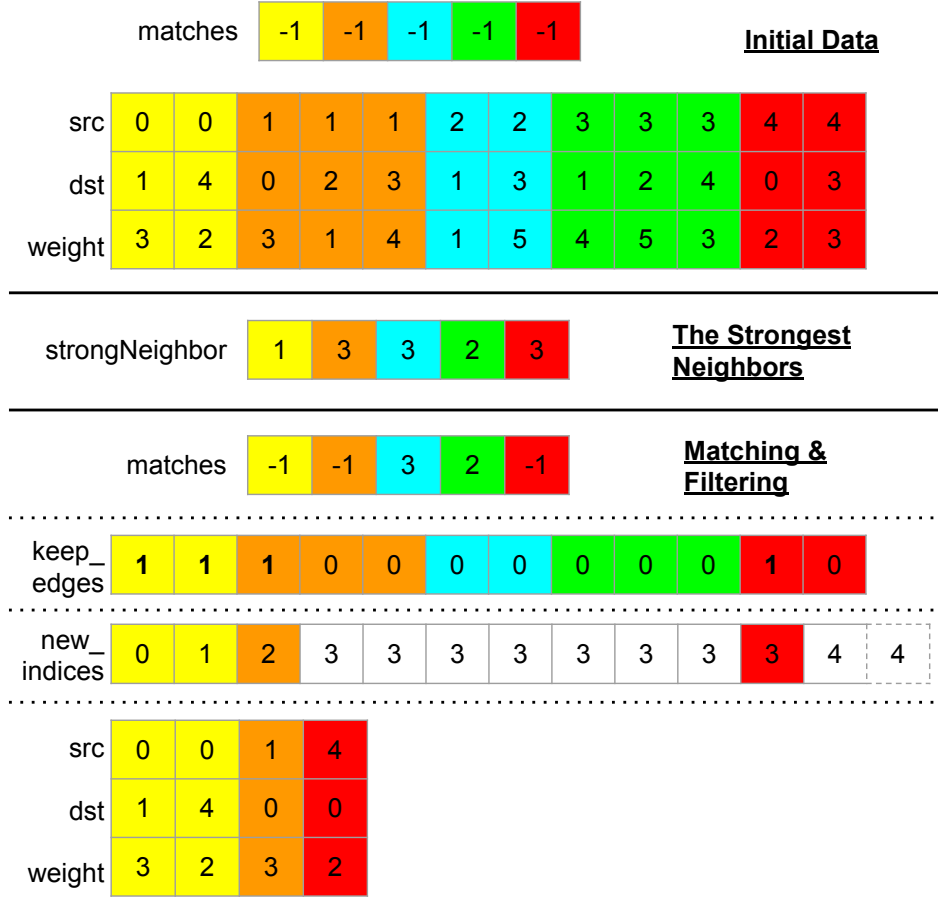 matches -1 -1 -1 -1 -1
Initial Data
src 0 0 1 1 1 2 2 3 3 3 4 4
dst 1 4 0 2 3 1 3 1 2 4 0 3
weight 3 2 3 1 4 1 5 4 5 3 2 3
strongNeighbor 1 3 3 2 3
The Strongest
Neighbors
matches -1 -1 3 2 -1
Matching &
Filtering
keep_
edges 1 1 1 0 0 0 0 0 0 0 1 0
new_
indices 0 1 2 3 3 3 3 3 3 3 3 4 4
src 0 0 1 4
dst 1 4 0 0
weight 3 2 3 2